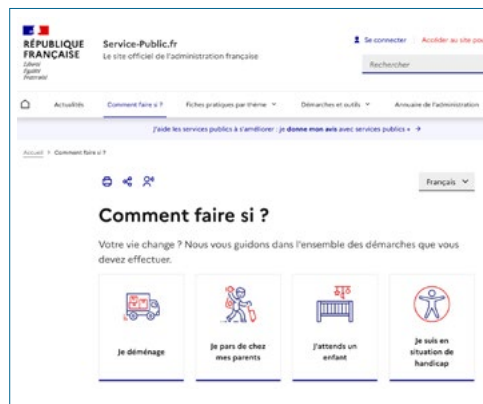 RÉPUBLIQUE
FRANÇAISE
Liberté
Égalité
Fraternité
Service-Public.fr
Le site officiel de l'administration française
Se connecter
Accéder au site pou
Rechercher
Actualités Comment faire si ? Fiches pratiques par thème Démarches et outils Annuaire de l'administration
J'aide les services publics à s'améliorer : je donne mon avis avec services publics + →
Accueil > Comment faire si ?
Français
Comment faire si ?
Votre vie change ? Nous vous guidons dans l'ensemble des démarches que vous
devez effectuer.
Je déménage
Je pars de chez
mes parents
J'attends un
enfant
Je suis en
situation de
handicap